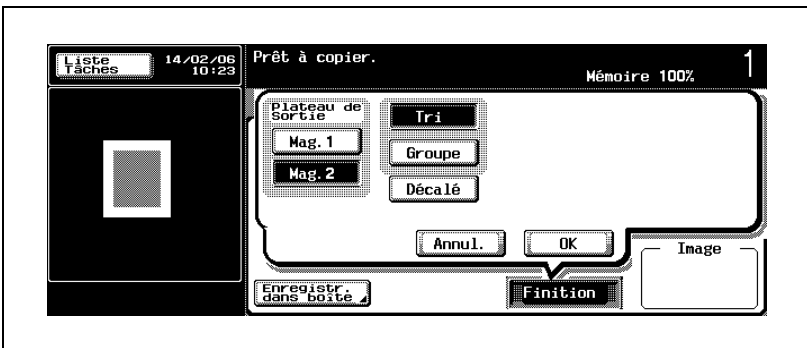 Liste
Tâches
14/02/06
10:23
Prêt à copier.
Mémoire 100%
1
Plateau de
Sortie
Mag.1
Mag.2
Tri
Groupe
Décalé
Annul.
OK
Image
Enregistr.
dans boîte
Finition